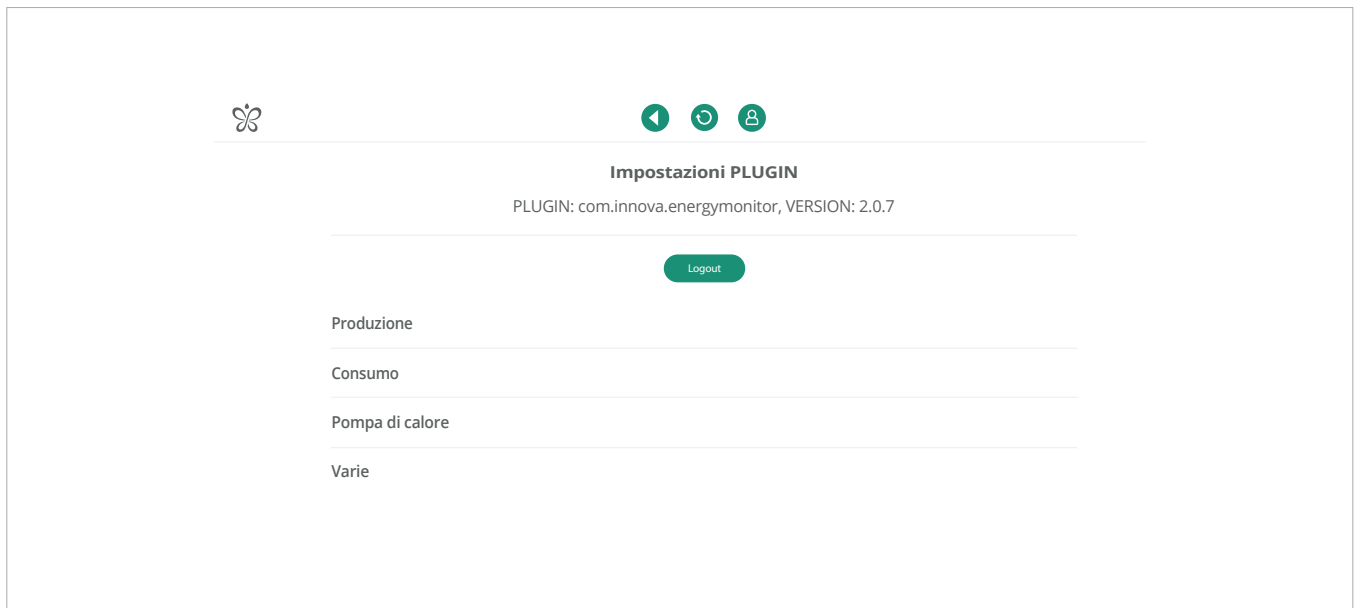 Impostazioni PLUGIN
PLUGIN: com.innova.energymonitor, VERSION: 2.0.7
Logout
Produzione
Consumo
Pompa di calore
Varie